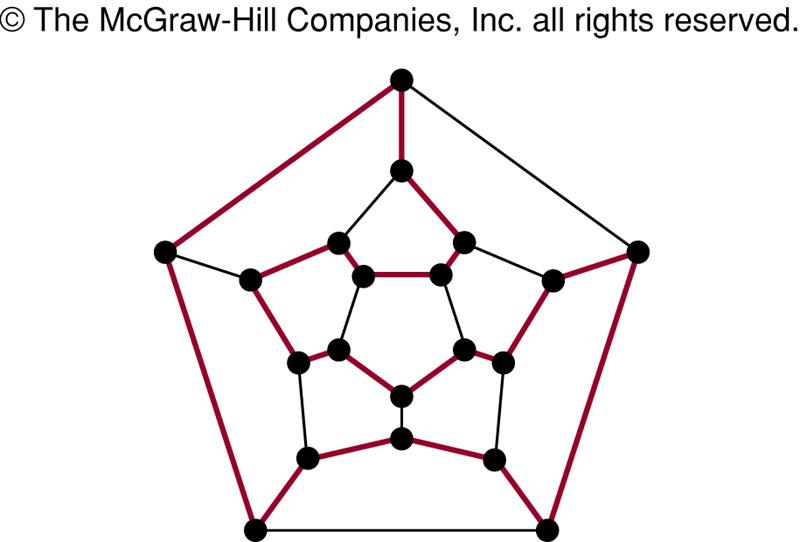 © The McGraw-Hill Companies, Inc. all rights reserved.